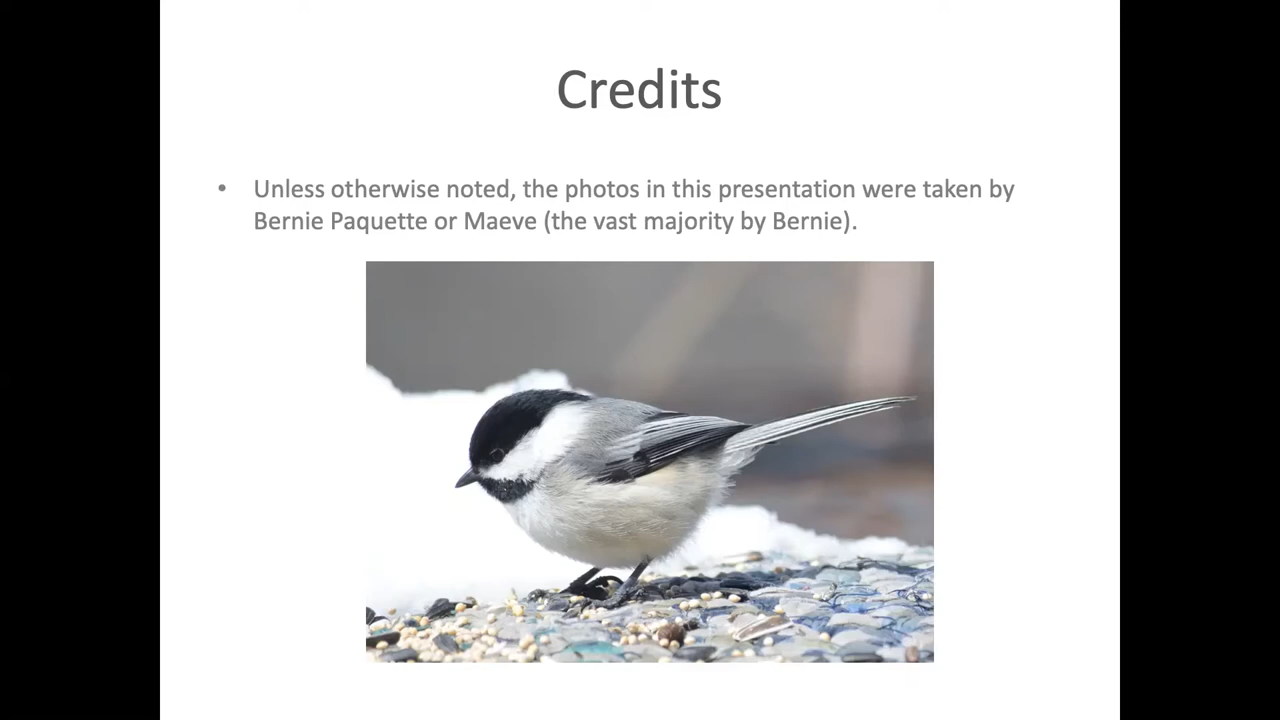 Credits
• Unless otherwise noted, the photos in this presentation were taken by
Bernie Paquette or Maeve (the vast majority by Bernie).